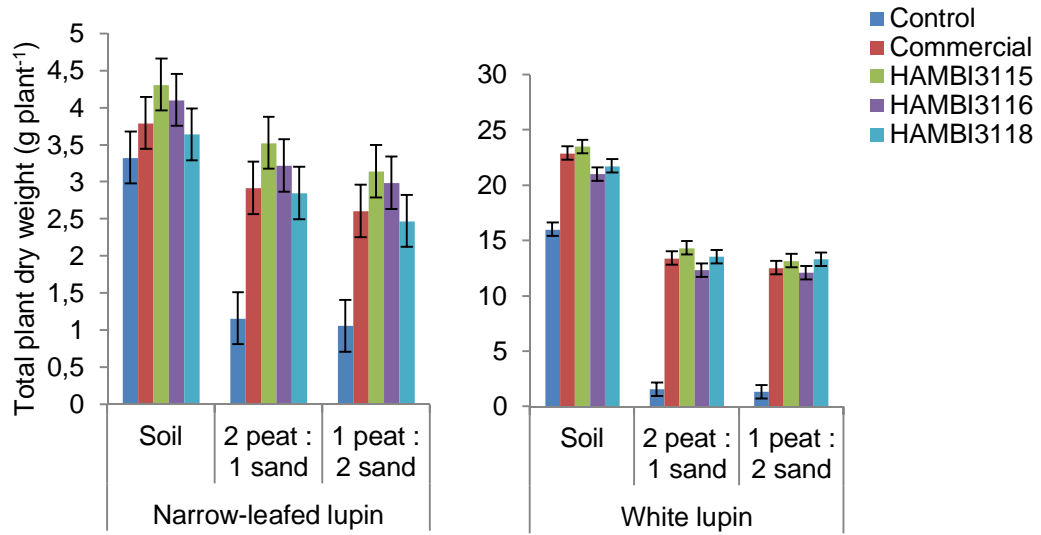 Control
Commercial
HAMBI3115
HAMBI3116
HAMBI3118
Total plant dry weight (g plant⁻¹)
5
4,5
4
3,5
3
2,5
2
1,5
1
0,5
0
Soil
2 peat :
1 sand
1 peat :
2 sand
Narrow-leafed lupin
30
25
20
15
10
5
0
Soil
2 peat :
1 sand
1 peat :
2 sand
White lupin